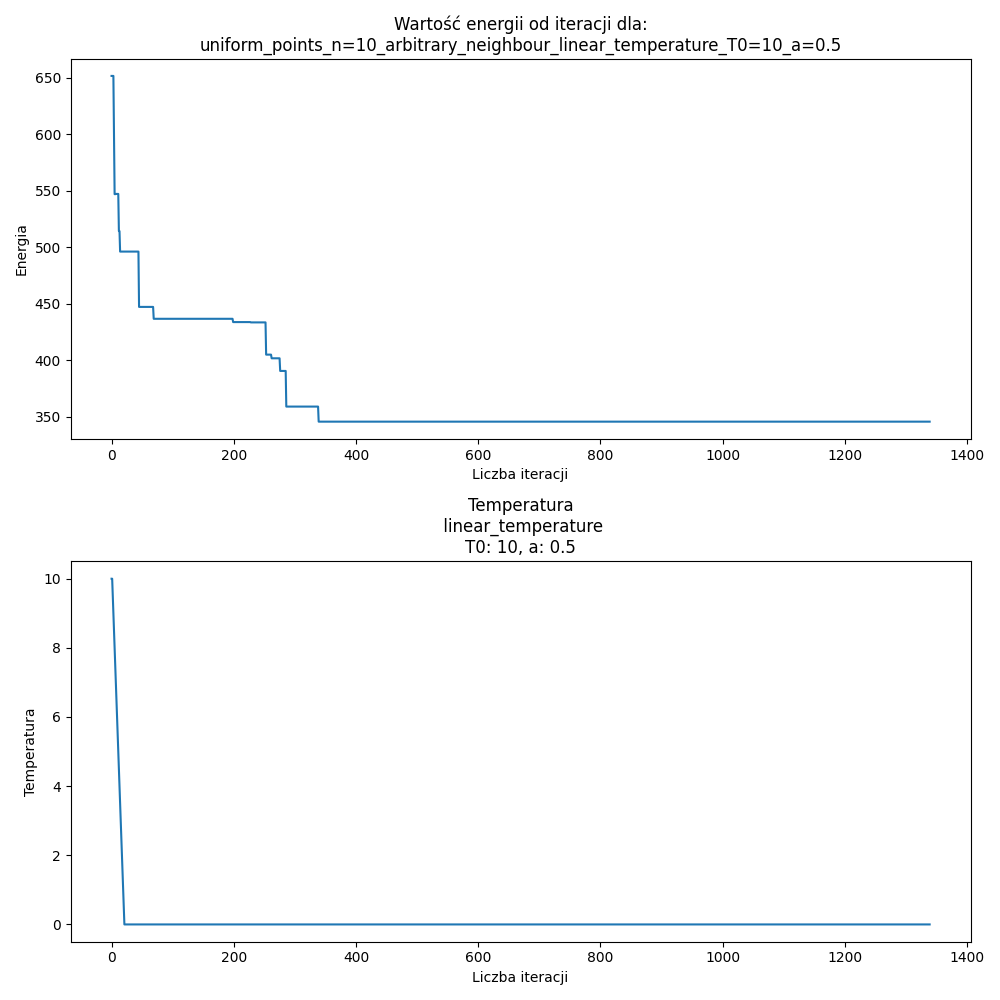 Wartość energii od iteracji dla:
uniform_points_n=10_arbitrary_neighbour_linear_temperature_T0=10_a=0.5
650
600
550
500
450
400
350
Energia
0 200 400 600 800 1000 1200 1400
Liczba iteracji
Temperatura
linear_temperature
T0: 10, a: 0.5
10
8
6
4
2
0
Temperatura
0 200 400 600 800 1000 1200 1400
Liczba iteracji